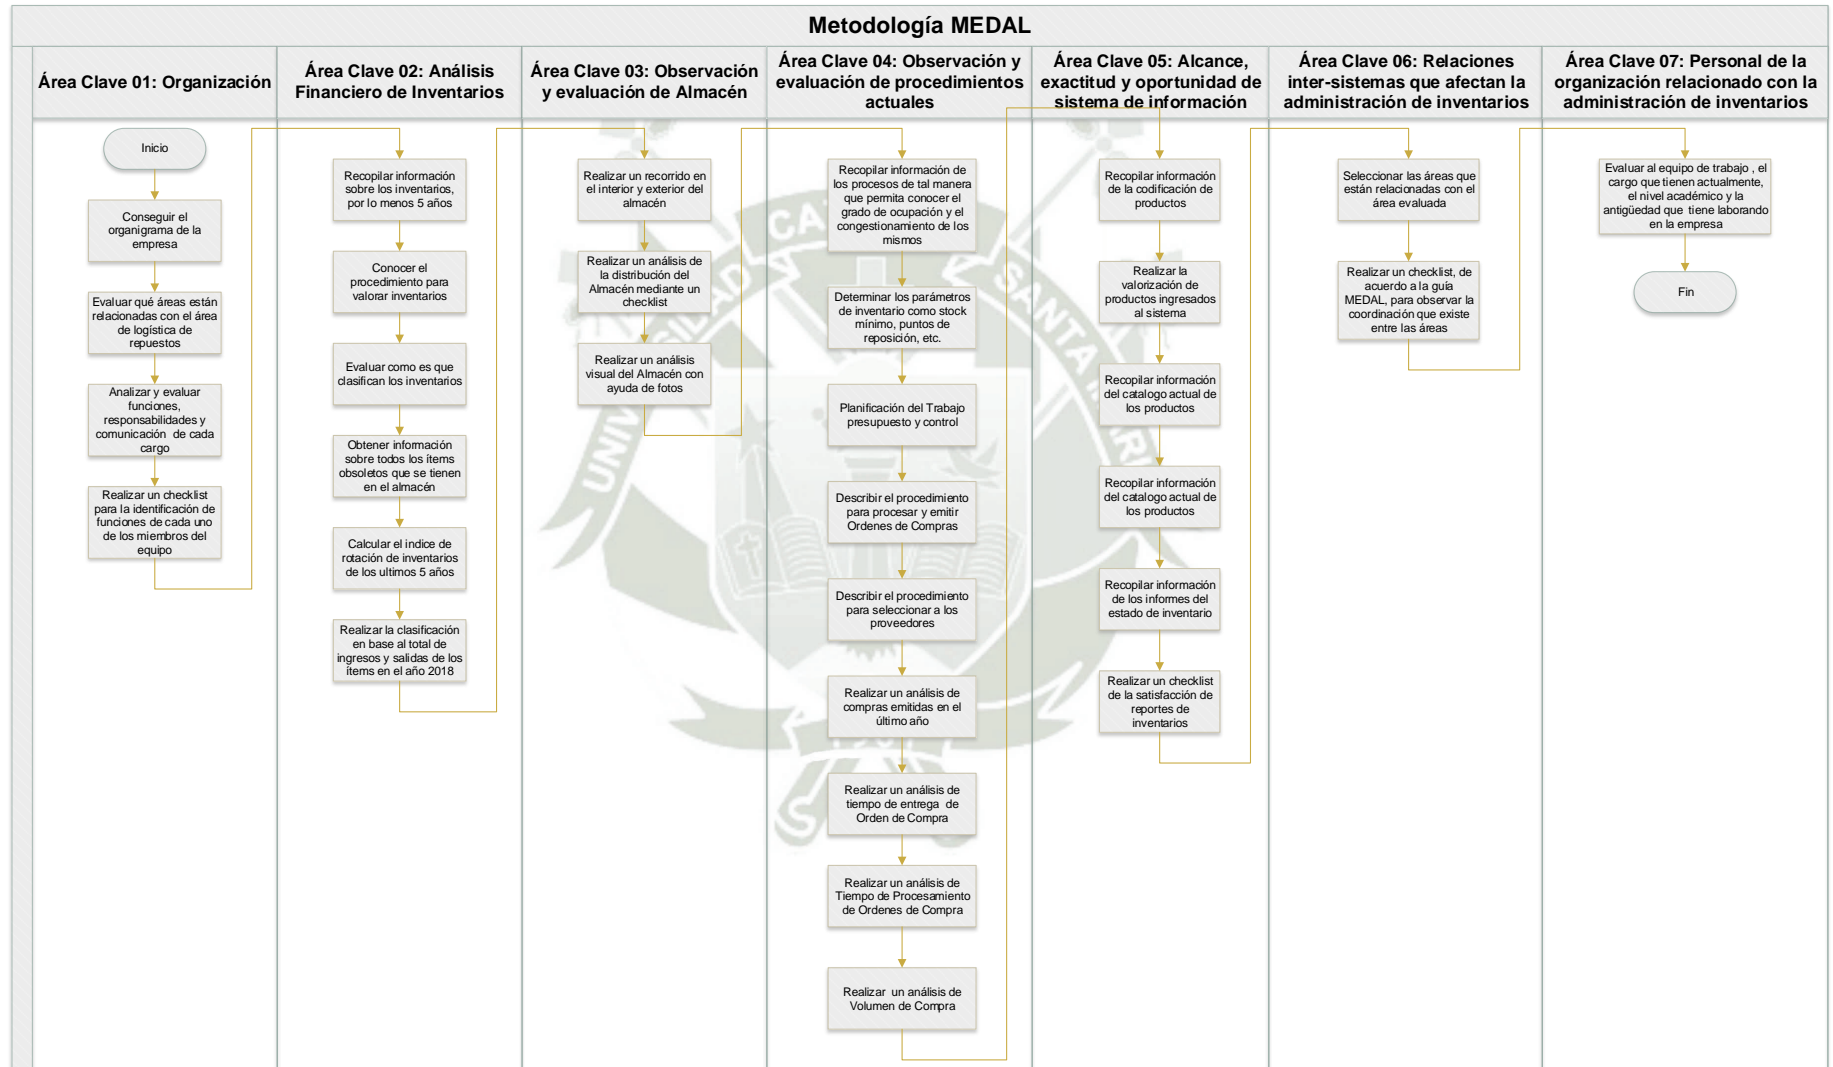 Metodología MEDAL
Área Clave 01: Organización
Área Clave 02: Análisis
Financiero de Inventarios
Área Clave 03: Observación
y evaluación de Almacén
Área Clave 04: Observación y
evaluación de procedimientos
actuales
Área Clave 05: Alcance,
exactitud y oportunidad de
sistema de información
Área Clave 06: Relaciones
inter-sistemas que afectan la
administración de inventarios
Área Clave 07: Personal de la
organización relacionado con la
administración de inventarios
Inicio
Conseguir el
organigrama de la
empresa
Evaluar qué áreas están
relacionadas con el área
de logística de
repuestos
Analizar y evaluar
funciones,
responsabilidades y
comunicación de cada
cargo
Realizar un checklist
para la identificación de
funciones de cada uno
de los miembros del
equipo
Recopilar información
sobre los inventarios,
por lo menos 5 años
Conocer el
procedimiento para
valorar inventarios
Evaluar como es que
clasifican los inventarios
Obtener información
sobre todos los ítems
obsoletos que se tienen
en el almacén
Calcular el indice de
rotación de inventarios
de los ultimos 5 años
Realizar la clasificación
en base al total de
ingresos y salidas de los
ítems en el año 2018
Realizar un recorrido en
el interior y exterior del
almacén
Realizar un análisis de
la distribución del
Almacén mediante un
checklist
Realizar un análisis
visual del Almacén con
ayuda de fotos
Recopilar información de
los procesos de tal manera
que permita conocer el
grado de ocupación y el
congestionamiento de los
mismos
Determinar los parámetros
de inventario como stock
mínimo, puntos de
reposición, etc.
Planificación del Trabajo
presupuesto y control
Describir el procedimiento
para procesar y emitir
Ordenes de Compras
Describir el procedimiento
para seleccionar a los
proveedores
Realizar un análisis de
compras emitidas en el
último año
Realizar un análisis de
tiempo de entrega de
Orden de Compra
Realizar un análisis de
Tiempo de Procesamiento
de Ordenes de Compra
Realizar un análisis de
Volumen de Compra
Recopilar información
de la codificación de
productos
Realizar la
valorización de
productos ingresados
al sistema
Recopilar información
del catalogo actual de
los productos
Recopilar información
del catalogo actual de
los productos
Recopilar información
de los informes del
estado de inventario
Realizar un checklist
de la satisfacción de
reportes de
inventarios
Seleccionar las áreas que
están relacionadas con el
área evaluada
Realizar un checklist, de
acuerdo a la guía
MEDAL, para observar la
coordinación que existe
entre las áreas
Evaluar al equipo de trabajo , el
cargo que tienen actualmente,
el nivel académico y la
antigüedad que tiene laborando
en la empresa
Fin